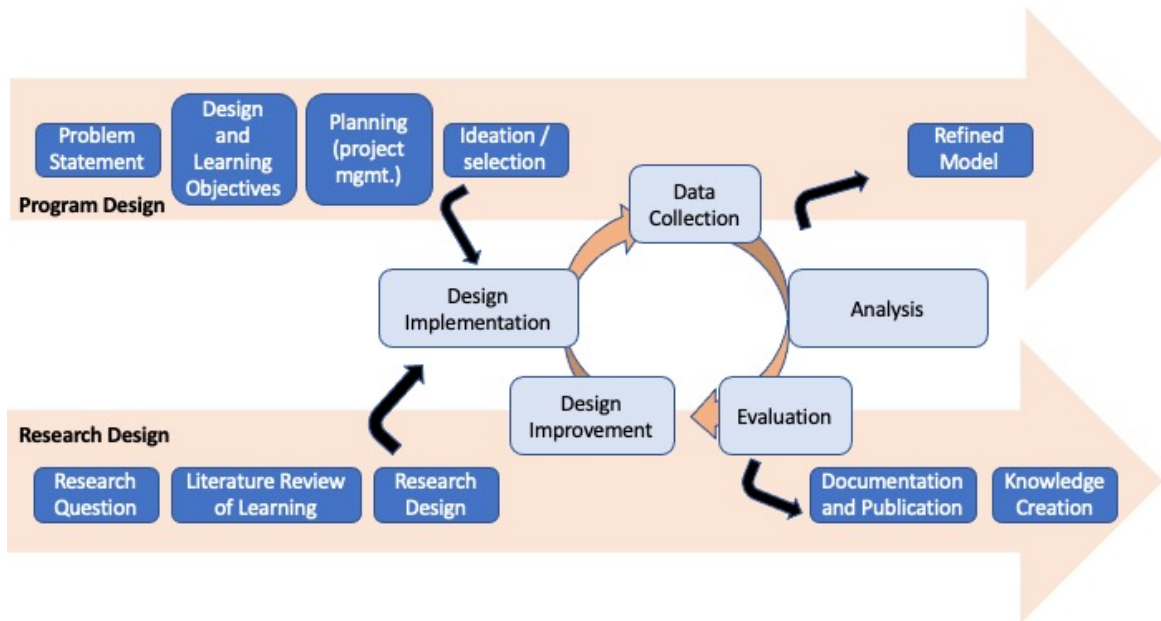 Problem
Statement
Design
and
Learning
Objectives
Planning
(project
mgmt.)
Ideation /
selection
Refined
Model
Program Design
Data
Collection
Design
Implementation
Analysis
Design
Improvement
Evaluation
Research Design
Research
Question
Literature Review
of Learning
Research
Design
Documentation
and Publication
Knowledge
Creation